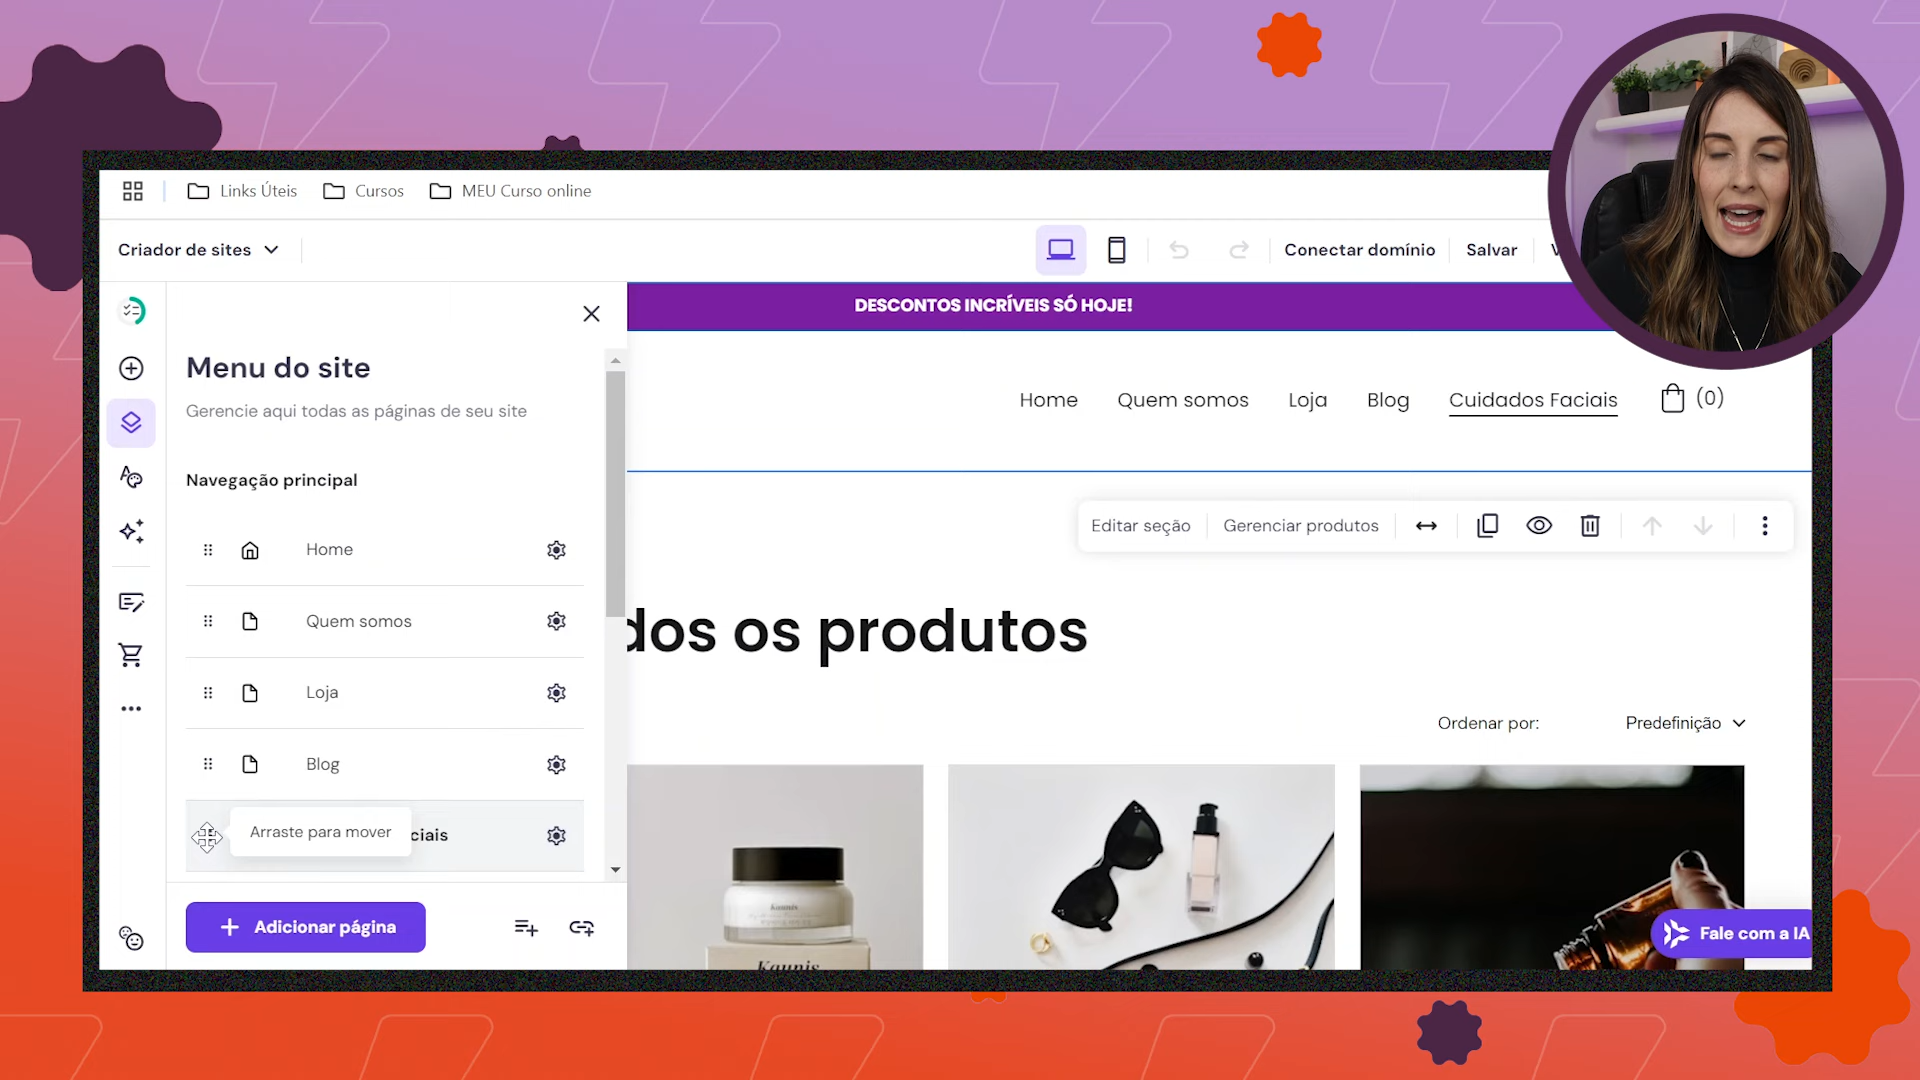 Links Úteis
Cursos
MEU Curso online
Criador de sites
Conectar domínio
Salvar
DESCONTOS INCRÍVEIS SÓ HOJE!
Menu do site
Gerencie aqui todas as páginas de seu site
Home
Quem somos
Loja
Blog
Cuidados Faciais
(0)
Navegação principal
Editar seção
Gerenciar produtos
Home
Quem somos
dos os produtos
Loja
Ordenar por:
Predefinição
Blog
Arraste para mover
ciais
Kaunis
Kaunis
Adicionar página
Fale com a IA